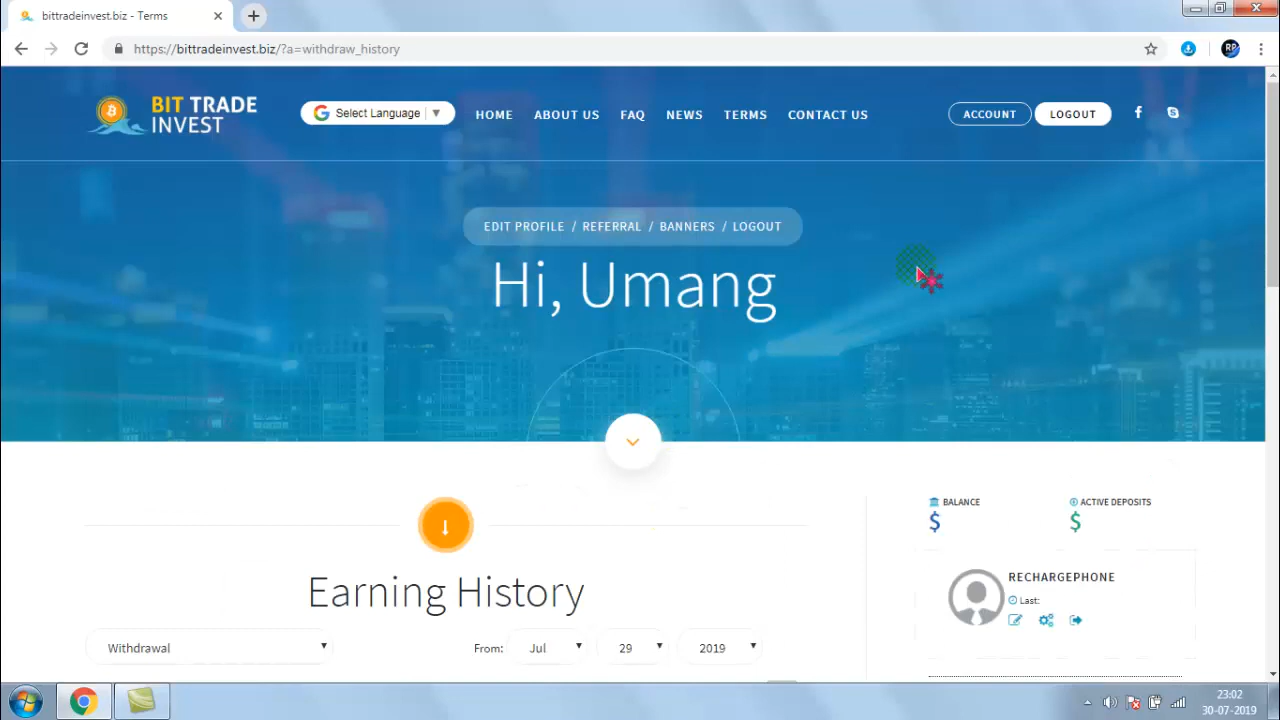 bittradeinvest.biz - Terms
https://bittradeinvest.biz/?a=withdraw_history
RP
BIT TRADE
INVEST
Select Language
HOME
ABOUT US
FAQ
NEWS
TERMS
CONTACT US
ACCOUNT
LOGOUT
EDIT PROFILE / REFERRAL / BANNERS / LOGOUT
Hi, Umang
BALANCE
$
ACTIVE DEPOSITS
$
Earning History
RECHARGEPHONE
Last:
Withdrawal
From:
Jul
29
2019
23:02
30-07-2019